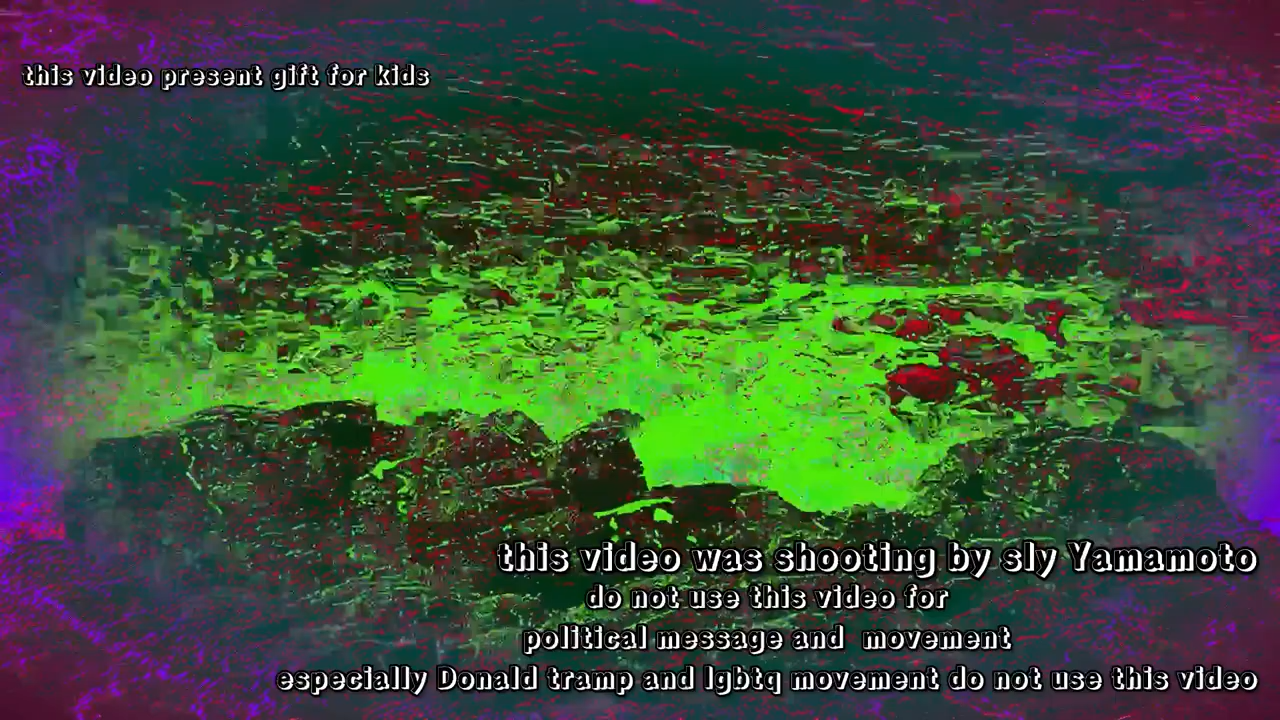 this video present gift for kids
this video was shooting by sly Yamamoto
do not use this video for
political message and movement
especially Donald tramp and lgbtq movement do not use this video